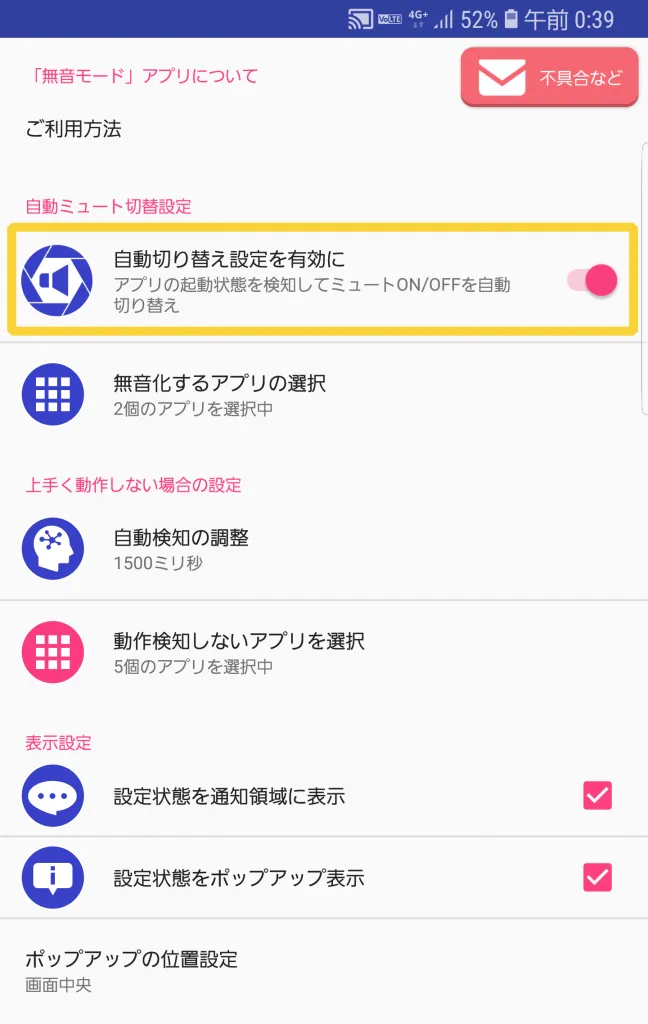 VoLTE 4G+ 52% 午前 0:39
「無音モード」アプリについて
不具合など
ご利用方法
自動ミュート切替設定
自動切り替え設定を有効に
アプリの起動状態を検知してミュートON/OFFを自動
切り替え
無音化するアプリの選択
2個のアプリを選択中
上手く動作しない場合の設定
自動検知の調整
1500ミリ秒
動作検知しないアプリを選択
5個のアプリを選択中
表示設定
設定状態を通知領域に表示
設定状態をポップアップ表示
ポップアップの位置設定
画面中央